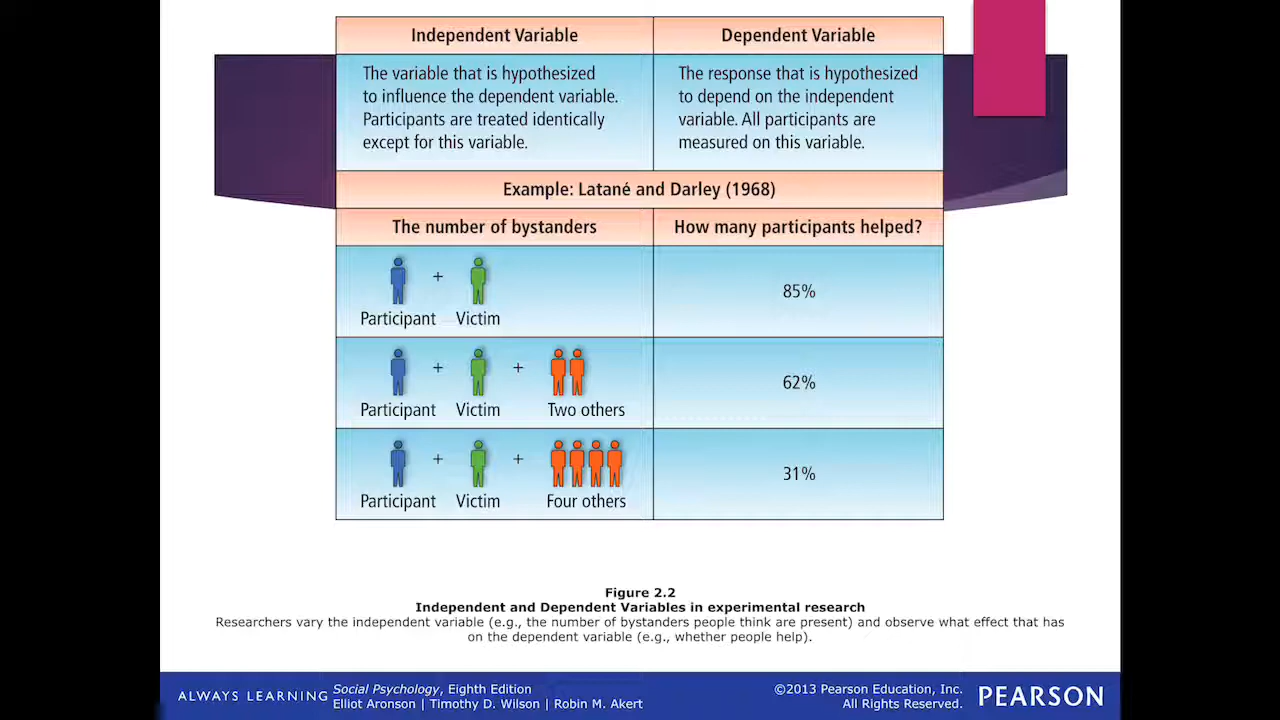 Independent Variable
Dependent Variable
The variable that is hypothesized
to influence the dependent variable.
Participants are treated identically
except for this variable.
The response that is hypothesized
to depend on the independent
variable. All participants are
measured on this variable.
Example: Latané and Darley (1968)
The number of bystanders
How many participants helped?
+
Participant Victim
85%
+ +
Participant Victim Two others
62%
+ +
Participant Victim Four others
31%
Figure 2.2
Independent and Dependent Variables in experimental research
Researchers vary the independent variable (e.g., the number of bystanders people think are present) and observe what effect that has
on the dependent variable (e.g., whether people help).
ALWAYS LEARNING
Social Psychology, Eighth Edition
Elliot Aronson | Timothy D. Wilson | Robin M. Akert
©2013 Pearson Education, Inc.
All Rights Reserved.
PEARSON